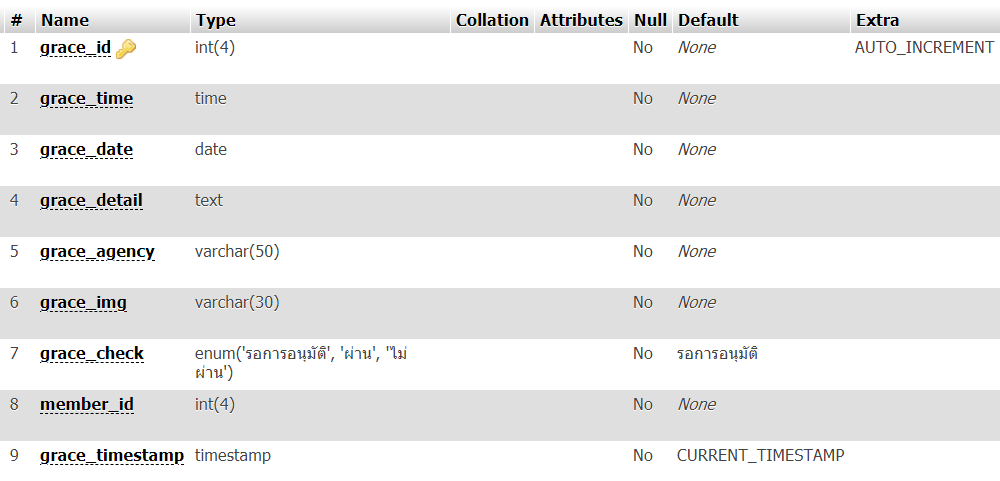 # Name Type Collation Attributes Null Default Extra
1 grace_id int(4) No None AUTO_INCREMENT
2 grace_time time No None
3 grace_date date No None
4 grace_detail text No None
5 grace_agency varchar(50) No None
6 grace_img varchar(30) No None
7 grace_check enum('รอการอนุมัติ', 'ผ่าน', 'ไม่ No รอการอนุมัติ
ผ่าน')
8 member_id int(4) No None
9 grace_timestamp timestamp No CURRENT_TIMESTAMP